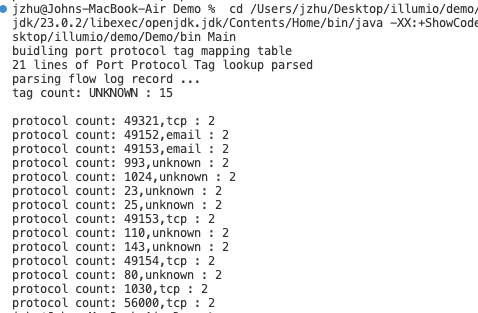 jzhu@Johns-MacBook-Air Demo %  cd /Users/jzhu/Desktop/illumio/demo/
jdk/23.0.2/libexec/openjdk.jdk/Contents/Home/bin/java -XX:+ShowCode
sktop/illumio/demo/Demo/bin Main
buidling port protocol tag mapping table
21 lines of Port Protocol Tag lookup parsed
parsing flow log record ...
tag count: UNKNOWN : 15

protocol count: 49321,tcp : 2
protocol count: 49152,email : 2
protocol count: 49153,email : 2
protocol count: 993,unknown : 2
protocol count: 1024,unknown : 2
protocol count: 23,unknown : 2
protocol count: 25,unknown : 2
protocol count: 49153,tcp : 2
protocol count: 110,unknown : 2
protocol count: 143,unknown : 2
protocol count: 49154,tcp : 2
protocol count: 80,unknown : 2
protocol count: 1030,tcp : 2
protocol count: 56000,tcp : 2